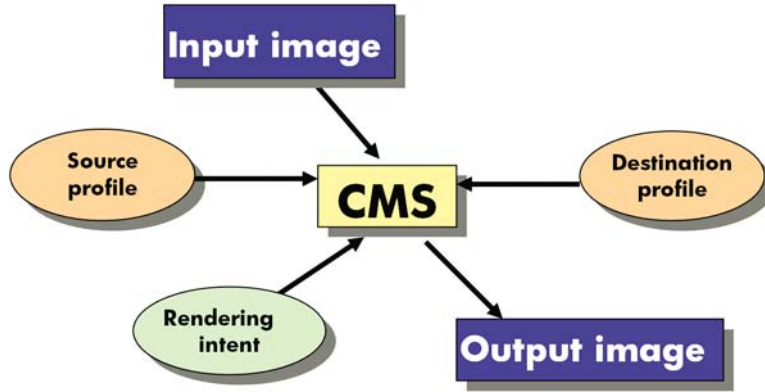 Input image
Source
profile
Destination
profile
CMS
Rendering
intent
Output image